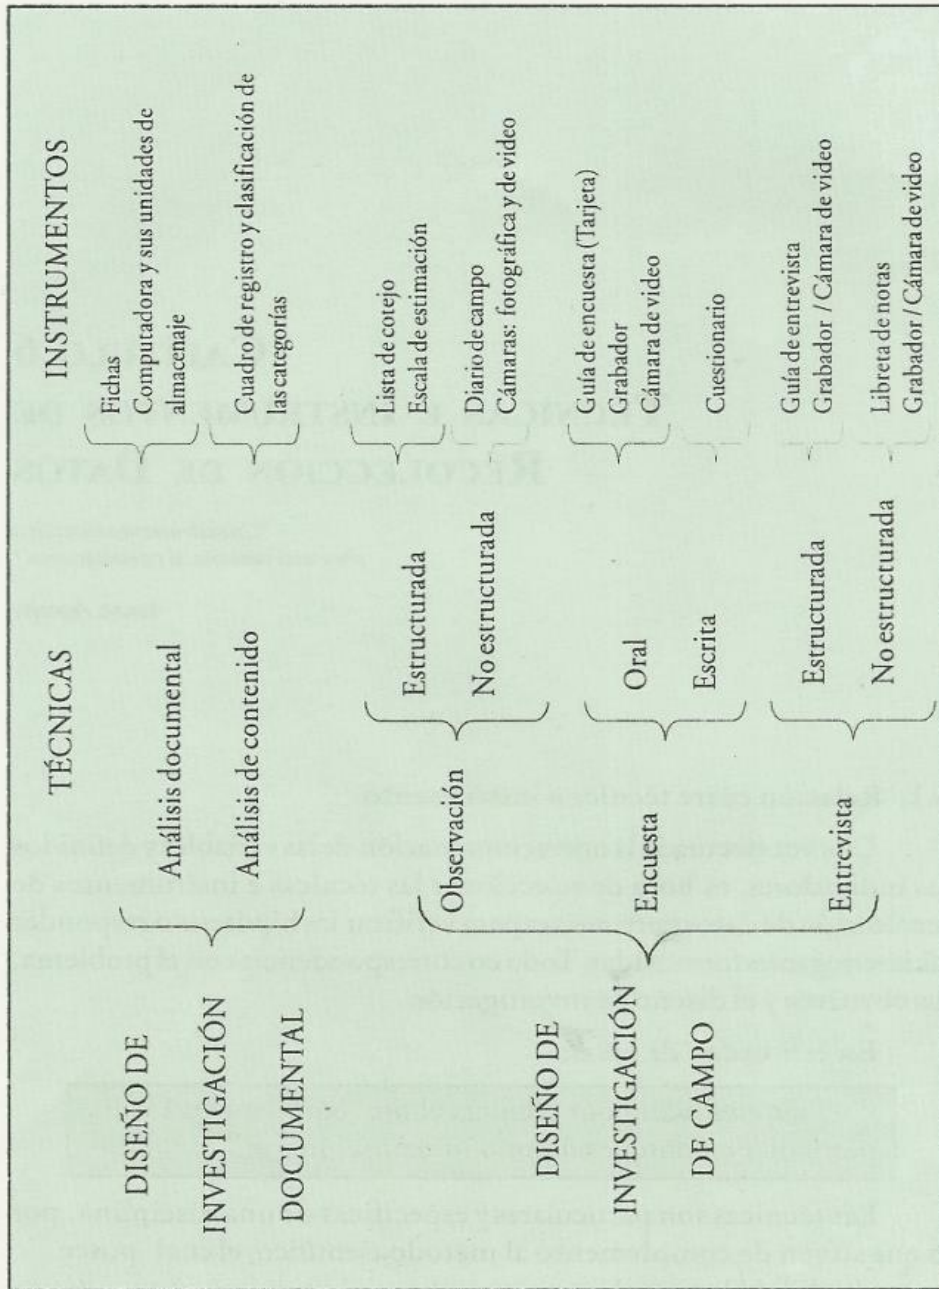 TÉCNICAS
INSTRUMENTOS
DISEÑO DE
INVESTIGACIÓN
DOCUMENTAL
Análisis documental
Fichas
Computadora y sus unidades de
almacenaje
Análisis de contenido
Cuadro de registro y clasificación de
las categorías
DISEÑO DE
INVESTIGACIÓN
DE CAMPO
Observación
Estructurada
Lista de cotejo
Escala de estimación
No estructurada
Diario de campo
Cámaras: fotográfica y de video
Encuesta
Oral
Guía de encuesta (Tarjeta)
Grabador
Cámara de video
Escrita
Cuestionario
Entrevista
Estructurada
Guía de entrevista
Grabador / Cámara de video
No estructurada
Libreta de notas
Grabador / Cámara de video